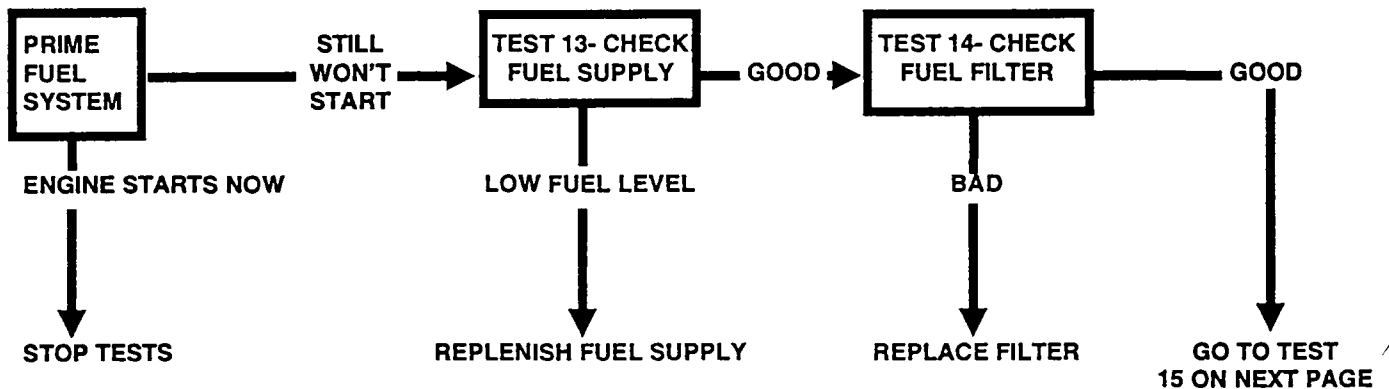 PRIME
FUEL
SYSTEM
STILL
WON'T
START
TEST 13- CHECK
FUEL SUPPLY
GOOD
TEST 14- CHECK
FUEL FILTER
GOOD
ENGINE STARTS NOW
LOW FUEL LEVEL
BAD
STOP TESTS
REPLENISH FUEL SUPPLY
REPLACE FILTER
GO TO TEST
15 ON NEXT PAGE